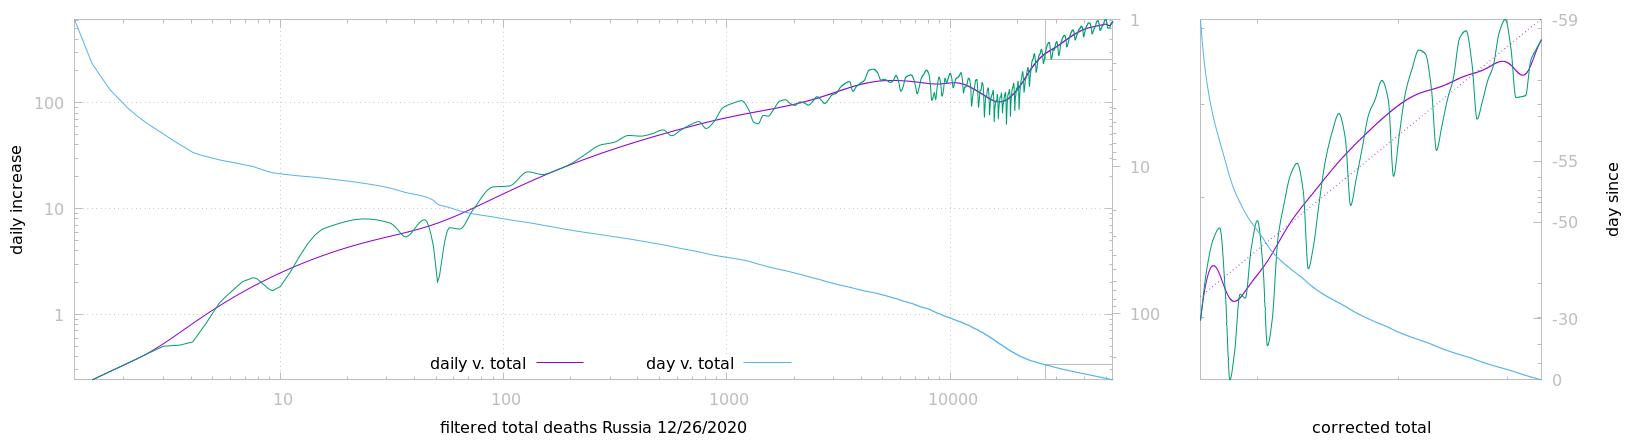 1
-59
100
10
-55
daily increase
day since
10
-50
1
100
-30
daily v. total
day v. total
0
10
100
1000
10000
filtered total deaths Russia 12/26/2020
corrected total